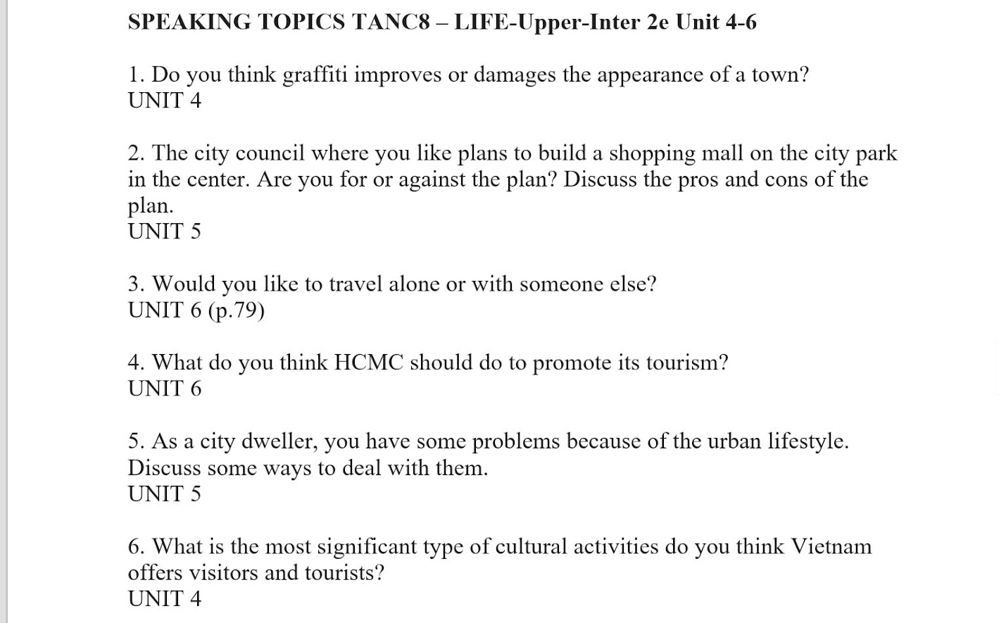 SPEAKING TOPICS TANC8 – LIFE-Upper-Inter 2e Unit 4-6
1. Do you think graffiti improves or damages the appearance of a town?
UNIT 4
2. The city council where you like plans to build a shopping mall on the city park
in the center. Are you for or against the plan? Discuss the pros and cons of the
plan.
UNIT 5
3. Would you like to travel alone or with someone else?
UNIT 6 (p.79)
4. What do you think HCMC should do to promote its tourism?
UNIT 6
5. As a city dweller, you have some problems because of the urban lifestyle.
Discuss some ways to deal with them.
UNIT 5
6. What is the most significant type of cultural activities do you think Vietnam
offers visitors and tourists?
UNIT 4